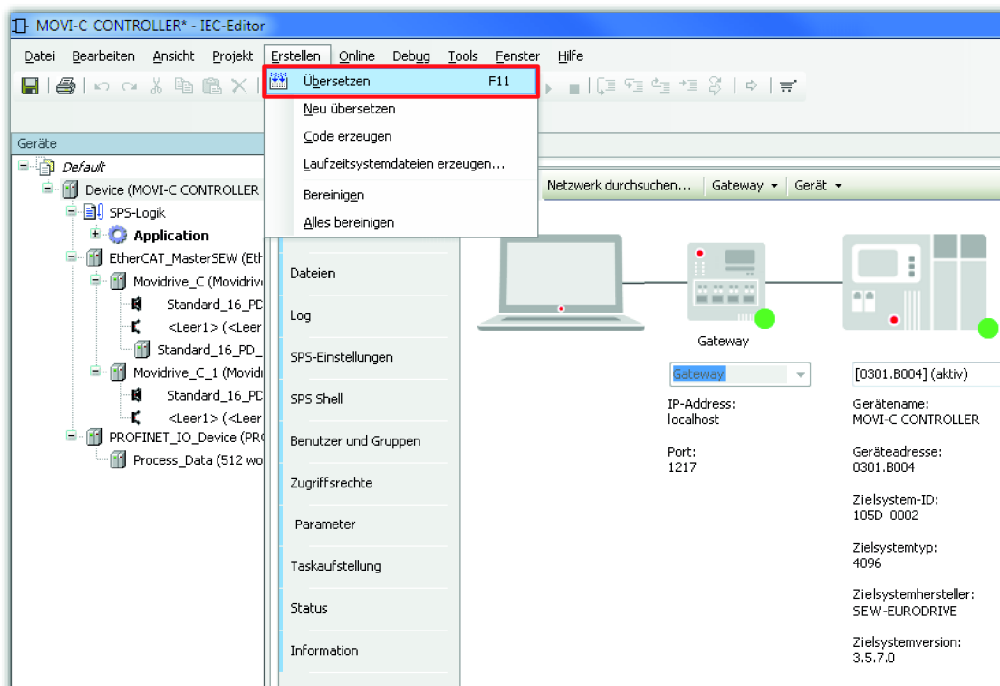 MOVI-C CONTROLLER* - IEC-Editor
Datei Bearbeiten Ansicht Projekt Erstellen Online Debug Tools Fenster Hilfe
Übersetzen F11
Neu übersetzen
Code erzeugen
Laufzeitsystemdateien erzeugen...
Bereinigen
Alles bereinigen
Geräte
Default
Device (MOVI-C CONTROLLER
SPS-Logik
Application
EtherCAT_MasterSEW (Eth
Movidrive_C (Movidriv
Standard_16_PD
<Leer1> (<Leer
Standard_16_PD_
Movidrive_C_1 (Movidr
Standard_16_PD
<Leer1> (<Leer
PROFINET_IO_Device (PRO
Process_Data (512 wo
Netzwerk durchsuchen... Gateway Gerät
Dateien
Log
SPS-Einstellungen
SPS Shell
Benutzer und Gruppen
Zugriffsrechte
Parameter
Taskaufstellung
Status
Information
Gateway
Gateway
IP-Address:
localhost
Port:
1217
[0301.B004] (aktiv)
Gerätename:
MOVI-C CONTROLLER
Geräteadresse:
0301.B004
Zielsystem-ID:
105D 0002
Zielsystemtyp:
4096
Zielsystemhersteller:
SEW-EURODRIVE
Zielsystemversion:
3.5.7.0